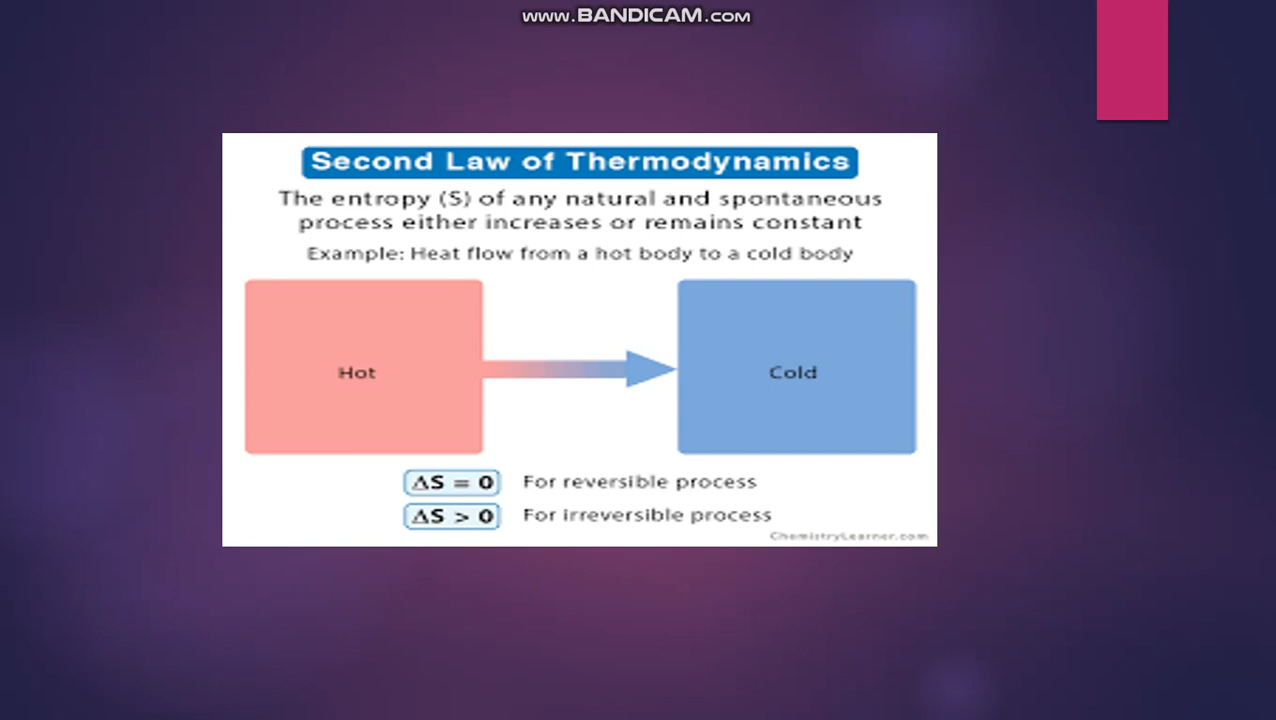 www.BANDICAM.com
Second Law of Thermodynamics
The entropy (S) of any natural and spontaneous
process either increases or remains constant
Example: Heat flow from a hot body to a cold body
Hot
Cold
ΔS = 0 For reversible process
ΔS > 0 For irreversible process
ChemistryLearner.com